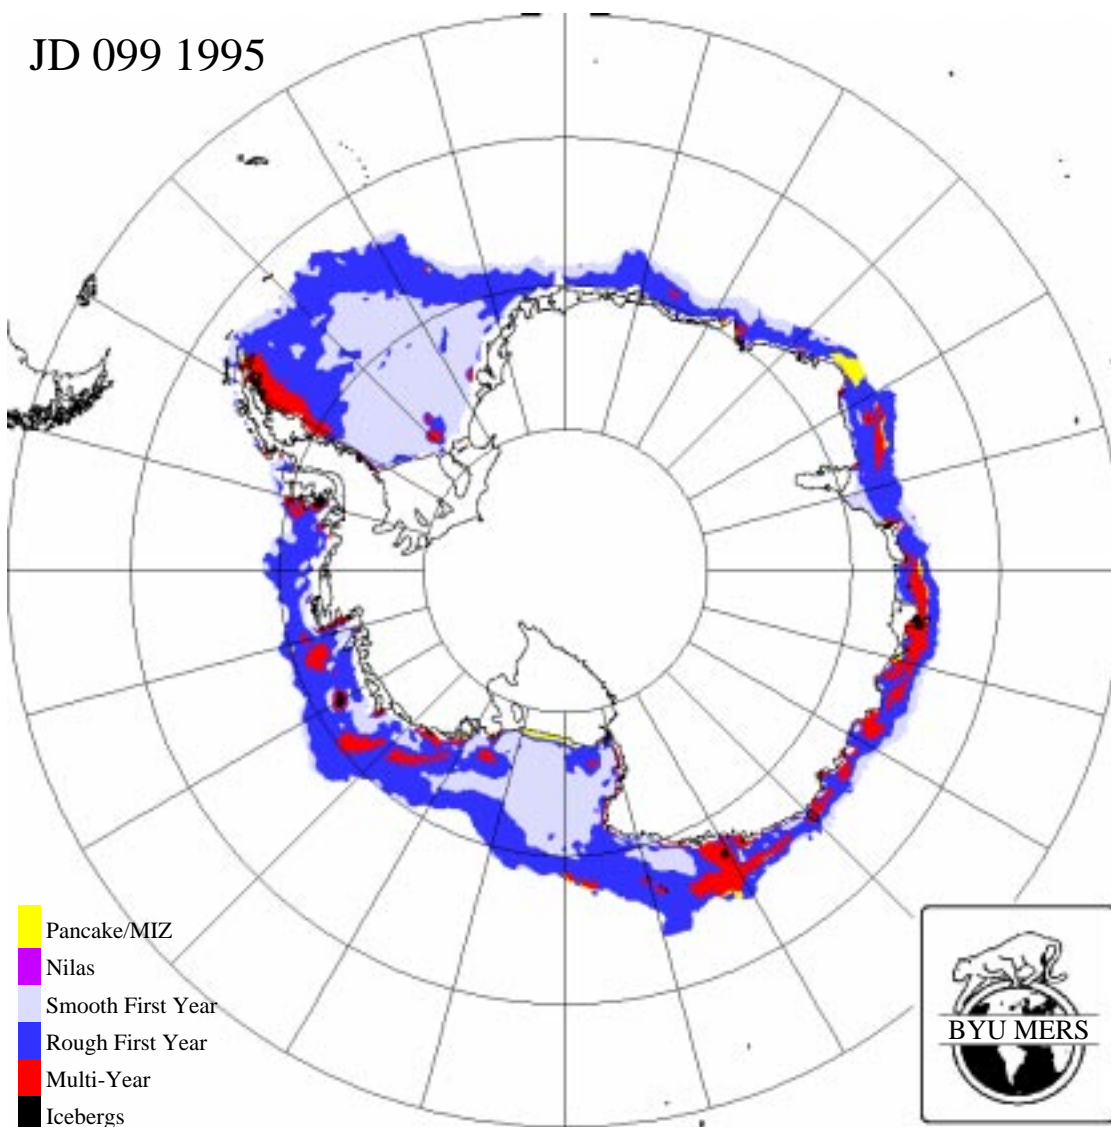 JD 099 1995
Pancake/MIZ
Nilas
Smooth First Year
Rough First Year
Multi-Year
Icebergs
BYU MERS